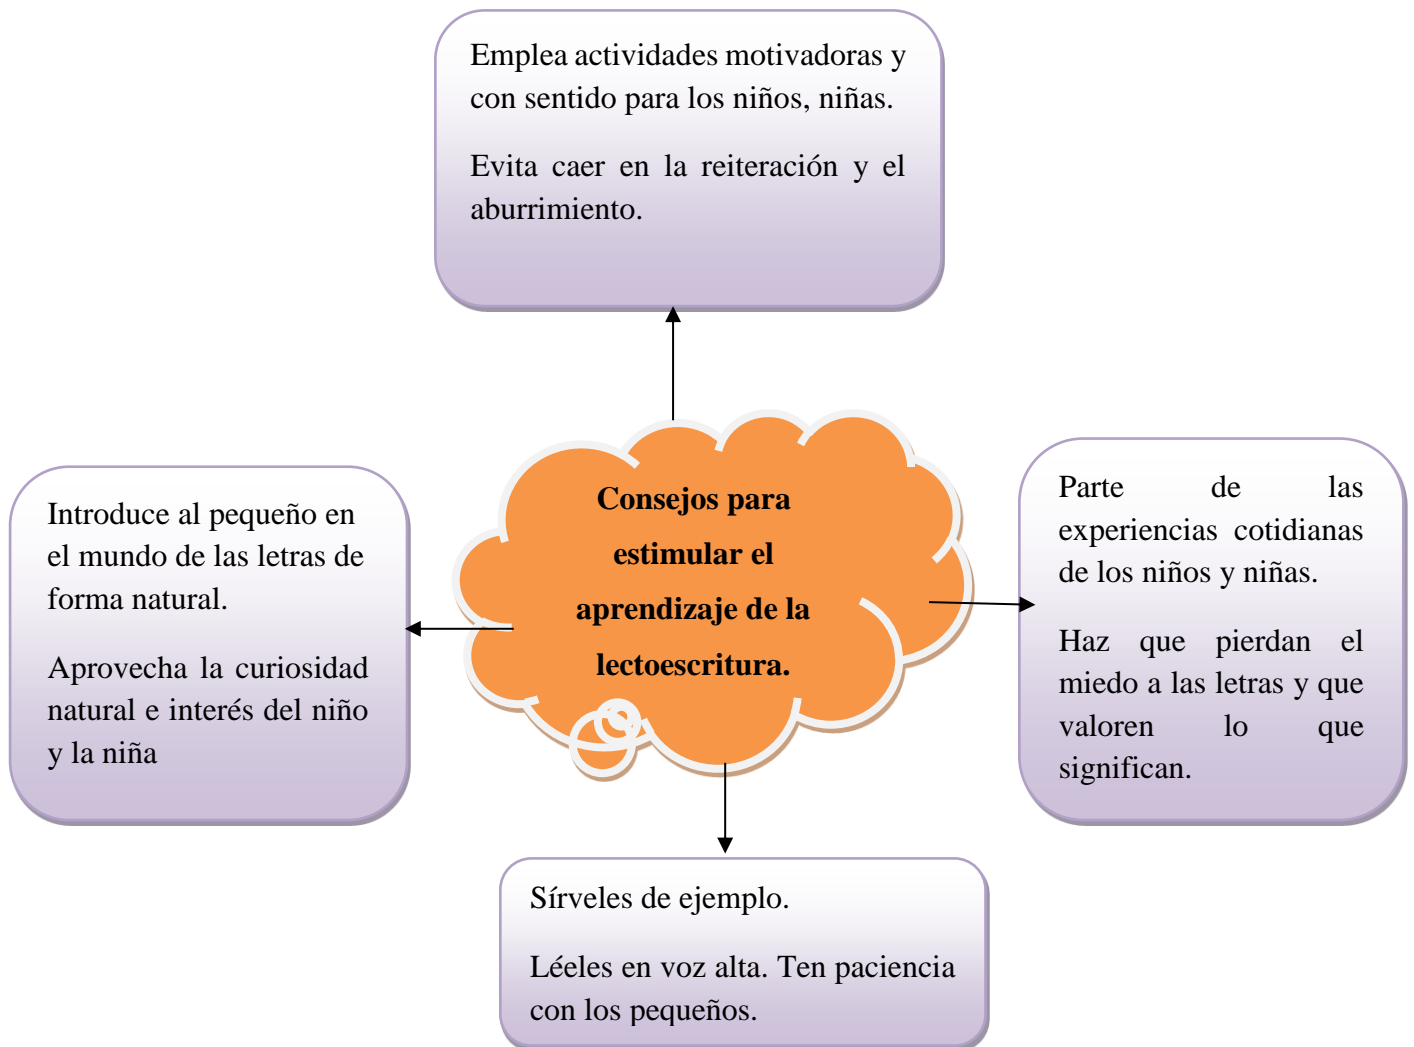 Emplea actividades motivadoras y
con sentido para los niños, niñas.
Evita caer en la reiteración y el
aburrimiento.
Introduce al pequeño en
el mundo de las letras de
forma natural.
Aprovecha la curiosidad
natural e interés del niño
y la niña
Consejos para
estimular el
aprendizaje de la
lectoescritura.
Parte de las
experiencias cotidianas
de los niños y niñas.
Haz que pierdan el
miedo a las letras y que
valoren lo que
significan.
Sírveles de ejemplo.
Léeles en voz alta. Ten paciencia
con los pequeños.